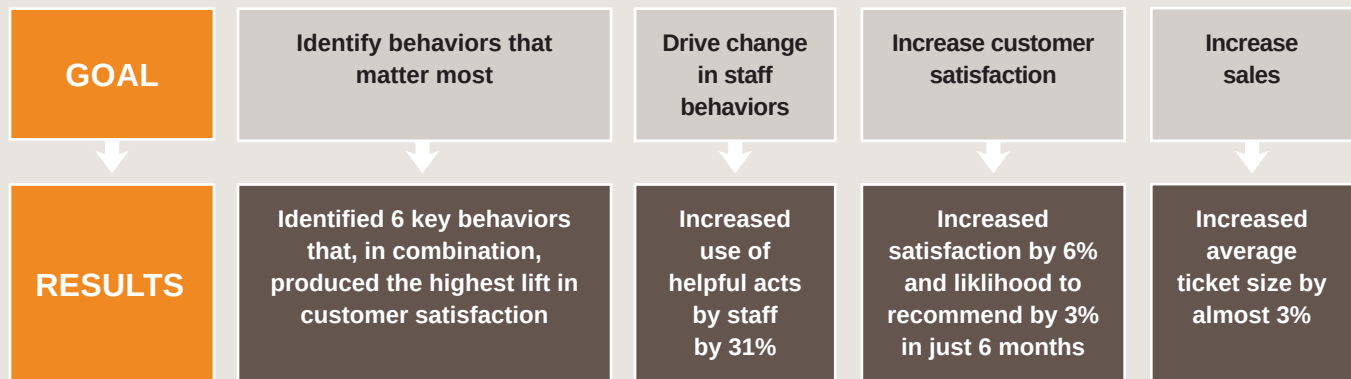 GOAL
Identify behaviors that
matter most
Drive change
in staff
behaviors
Increase customer
satisfaction
Increase
sales
RESULTS
Identified 6 key behaviors
that, in combination,
produced the highest lift in
customer satisfaction
Increased
use of
helpful acts
by staff
by 31%
Increased
satisfaction by 6%
and liklihood to
recommend by 3%
in just 6 months
Increased
average
ticket size by
almost 3%